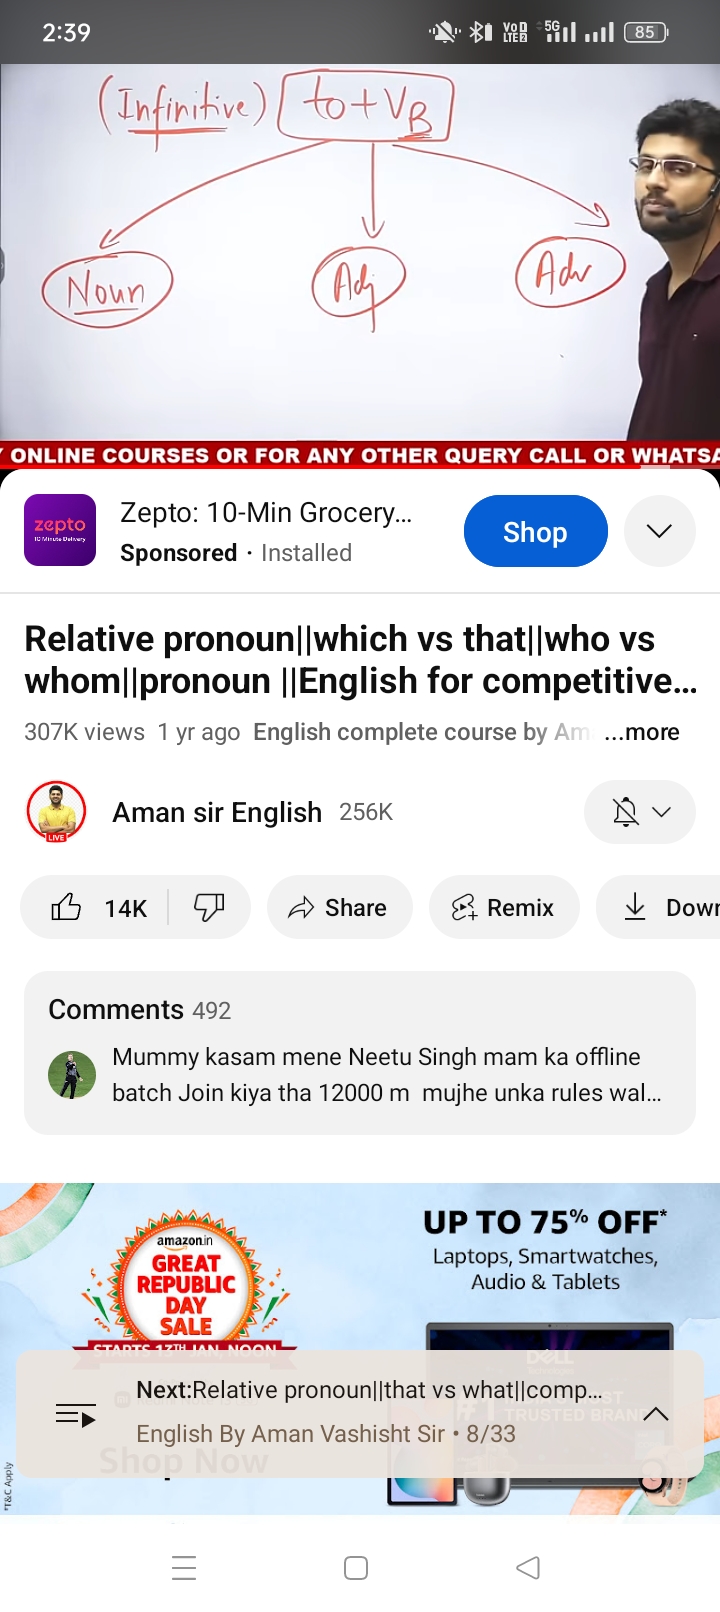 2:39
VoD
LTE2
5G
85
(Infinitive) to+VB
Noun
Adj
Adv
ONLINE COURSES OR FOR ANY OTHER QUERY CALL OR WHATSA
zepto
10 Minute Delivery
Zepto: 10-Min Grocery...
Sponsored · Installed
Shop
Relative pronoun||which vs that||who vs
whom||pronoun ||English for competitive...
307K views 1 yr ago English complete course by Am ...more
LIVE
Aman sir English 256K
14K
Share
Remix
Down
Comments 492
Mummy kasam mene Neetu Singh mam ka offline
batch Join kiya tha 12000 m mujhe unka rules wal...
amazon.in
GREAT
REPUBLIC
DAY
SALE
STARTS 13TH JAN, NOON
UP TO 75% OFF*
Laptops, Smartwatches,
Audio & Tablets
DELL
TRUSTED BRAND
Next:Relative pronoun||that vs what||comp...
English By Aman Vashisht Sir • 8/33
Shop Now
*T&C Apply